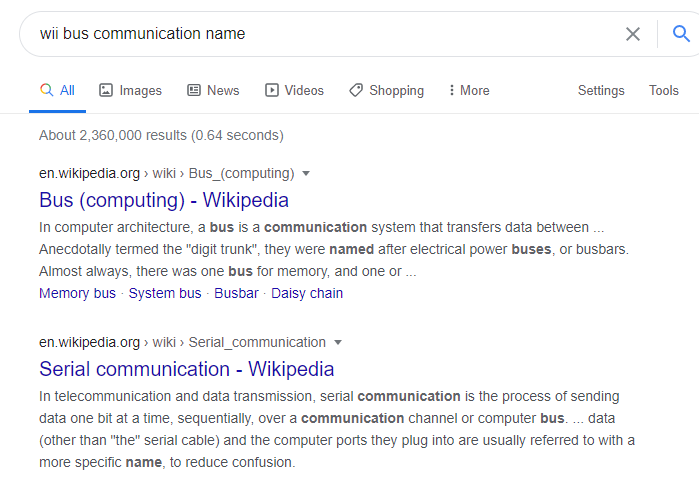 wii bus communication name
All Images News Videos Shopping More Settings Tools
About 2,360,000 results (0.64 seconds)
en.wikipedia.org › wiki › Bus_(computing)
Bus (computing) - Wikipedia
In computer architecture, a bus is a communication system that transfers data between ...
Anecdotally termed the "digit trunk", they were named after electrical power buses, or busbars.
Almost always, there was one bus for memory, and one or ...
Memory bus · System bus · Busbar · Daisy chain
en.wikipedia.org › wiki › Serial_communication
Serial communication - Wikipedia
In telecommunication and data transmission, serial communication is the process of sending
data one bit at a time, sequentially, over a communication channel or computer bus. ... data
(other than "the" serial cable) and the computer ports they plug into are usually referred to with a
more specific name, to reduce confusion.